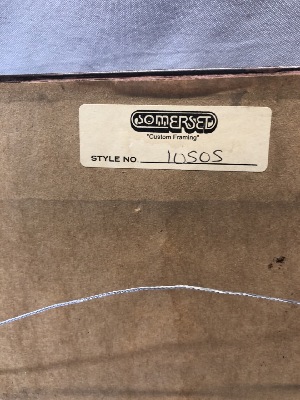 SOMERSET
"Custom Framing"
STYLE NO. 10505